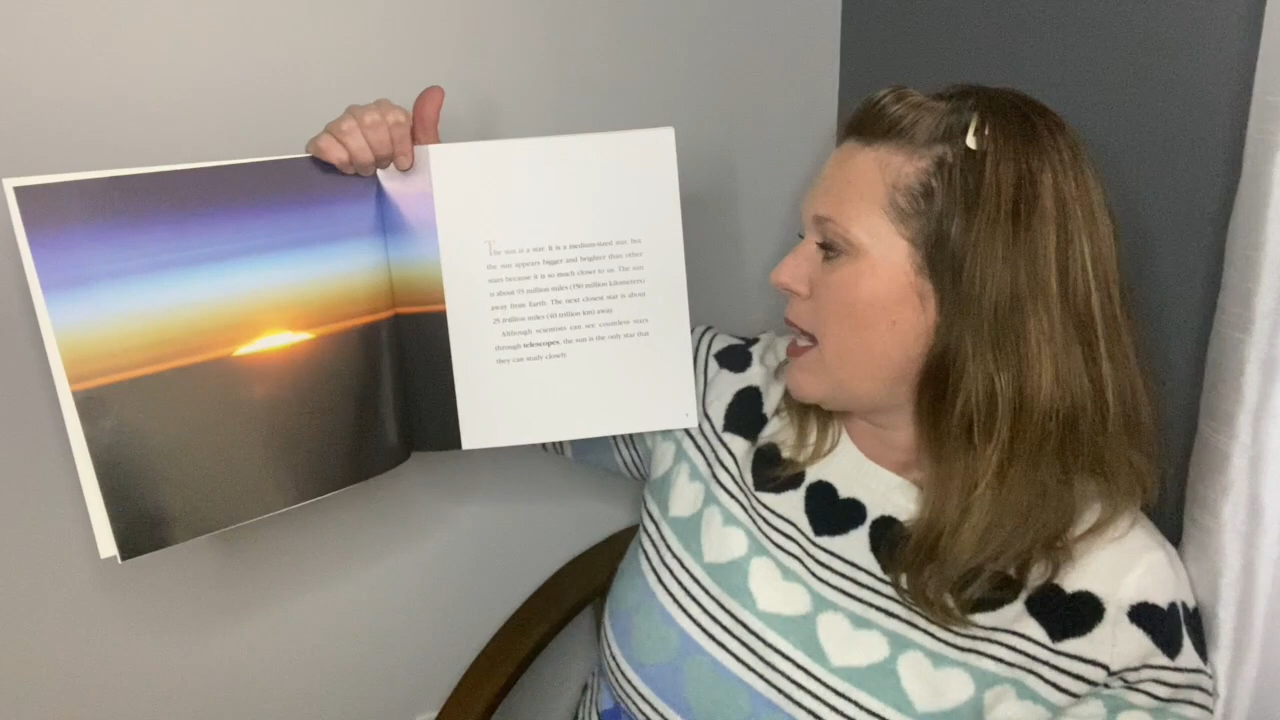 The sun is a star. It is a medium-sized star, but
the sun appears bigger and brighter than other
stars because it is so much closer to us. The sun
is about 93 million miles (150 million kilometers)
away from Earth. The next closest star is about
25 trillion miles (40 trillion km) away.
Although scientists can see countless stars
through telescopes, the sun is the only star that
they can study closely.